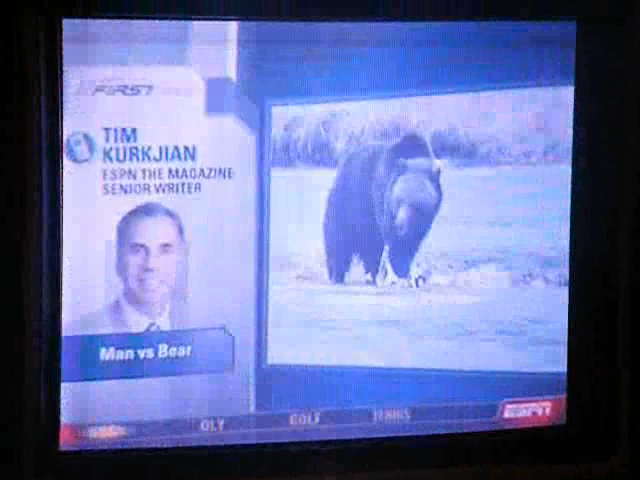 FIRST
TIM
KURKJIAN
ESPN THE MAGAZINE
SENIOR WRITER
Man vs Bear
OLY GOLF TENNIS
ESPN